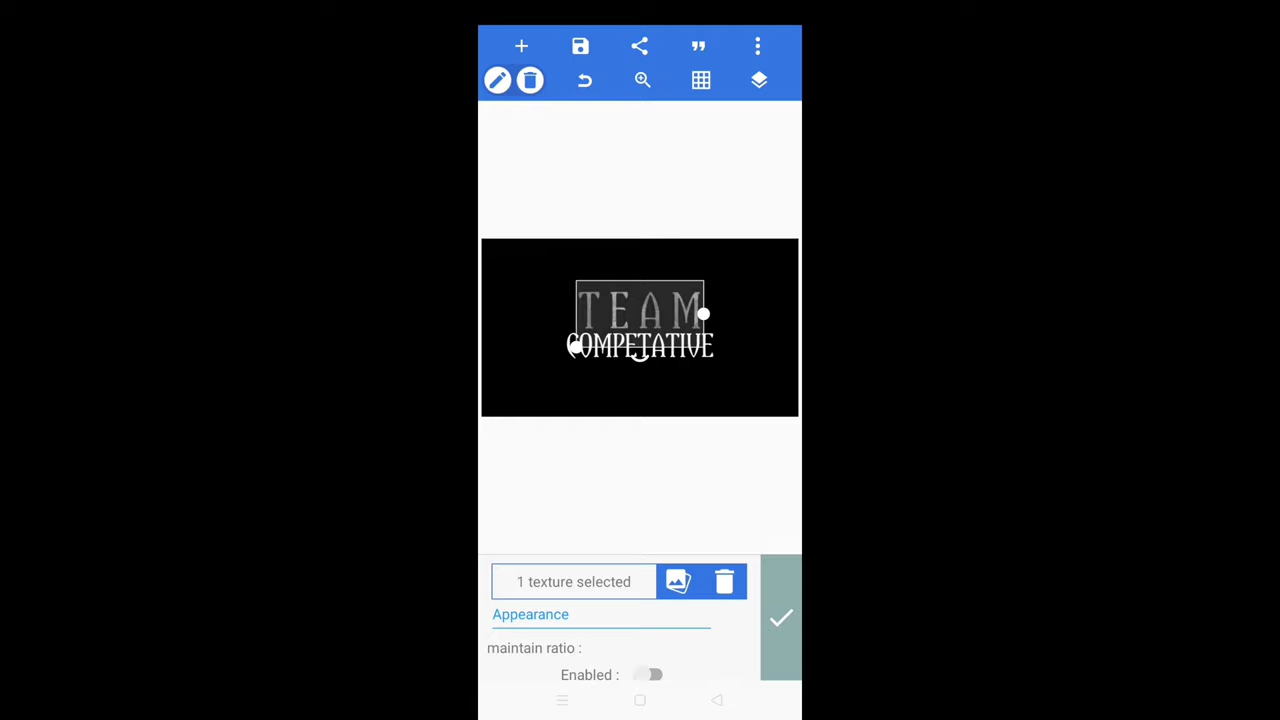 TEAM
COMPETATIVE
1 texture selected
Appearance
maintain ratio :
Enabled :